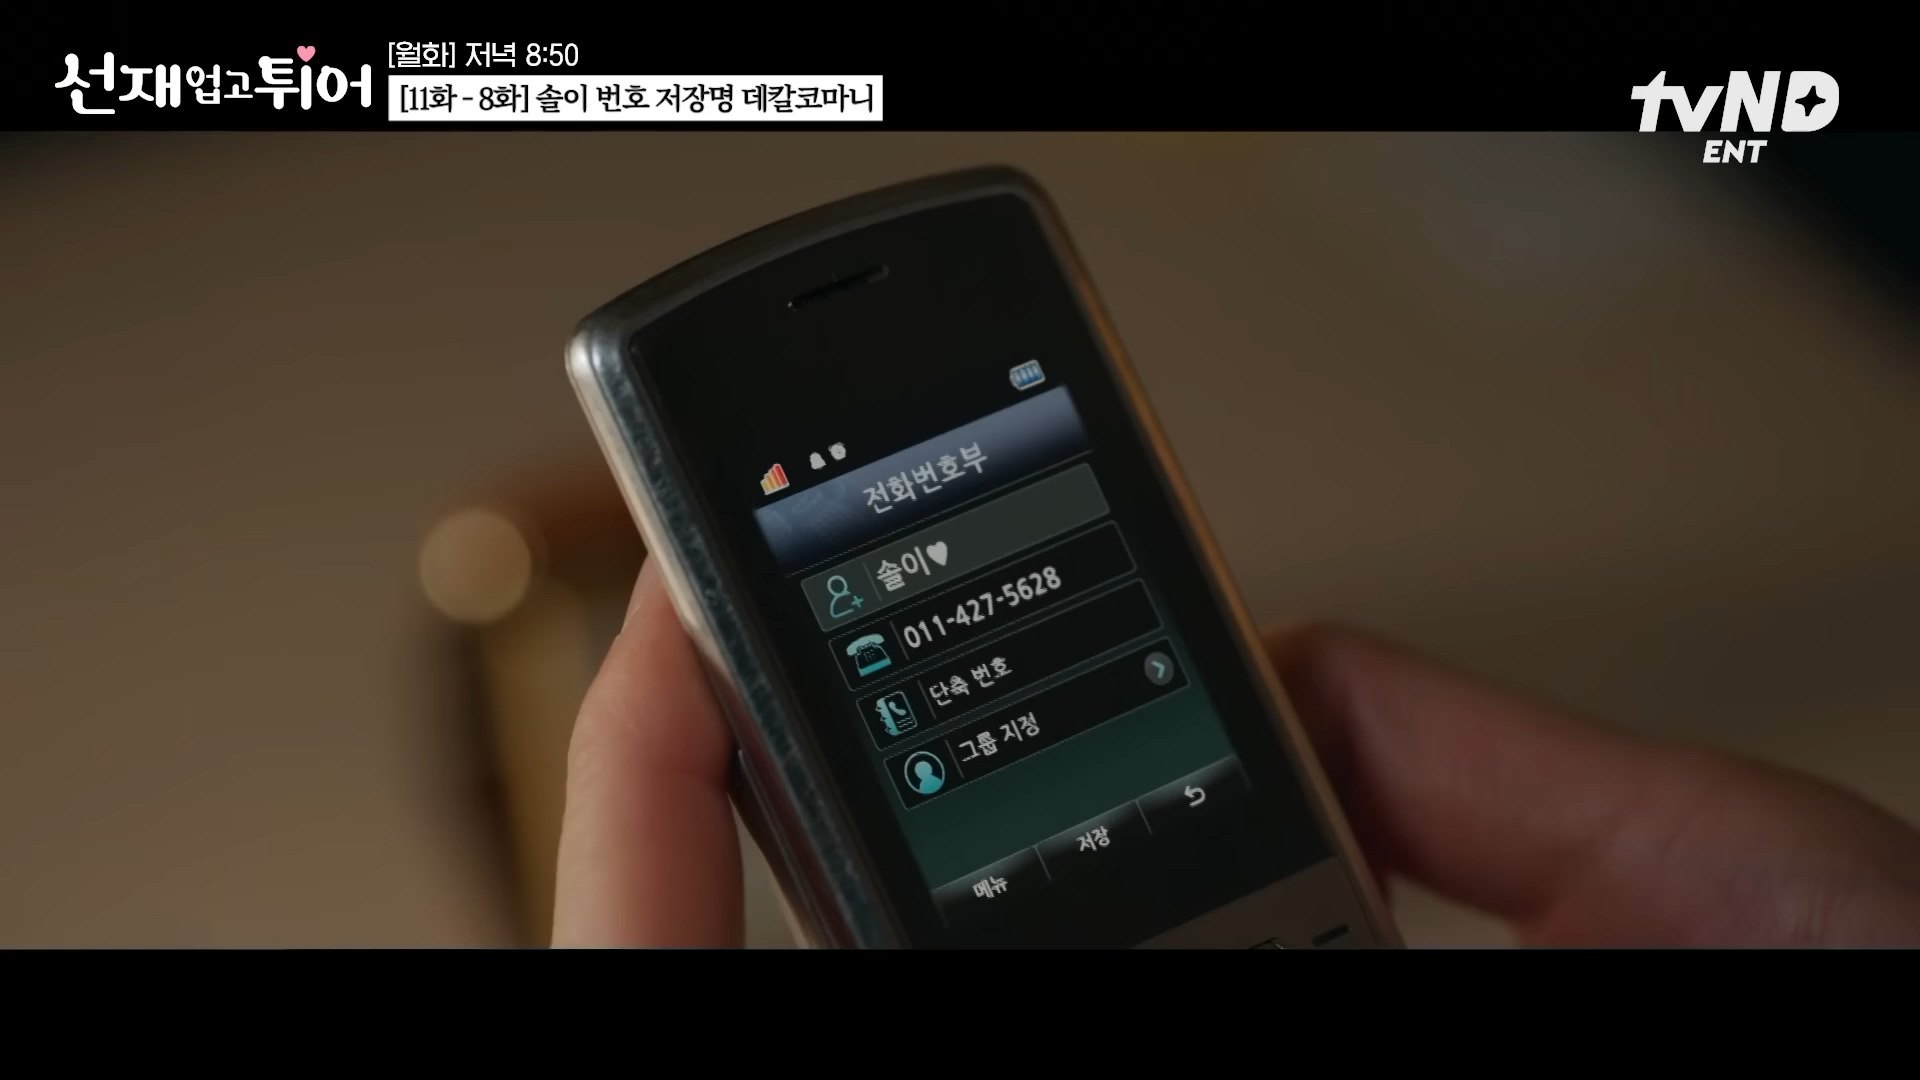 선재 업고 튀어
[월화] 저녁 8:50
[11화 - 8화] 솔이 번호 저장명 데칼코마니
tvND
ENT
전화번호부
솔이♥
011-427-5628
단축 번호
그룹 지정
메뉴
저장